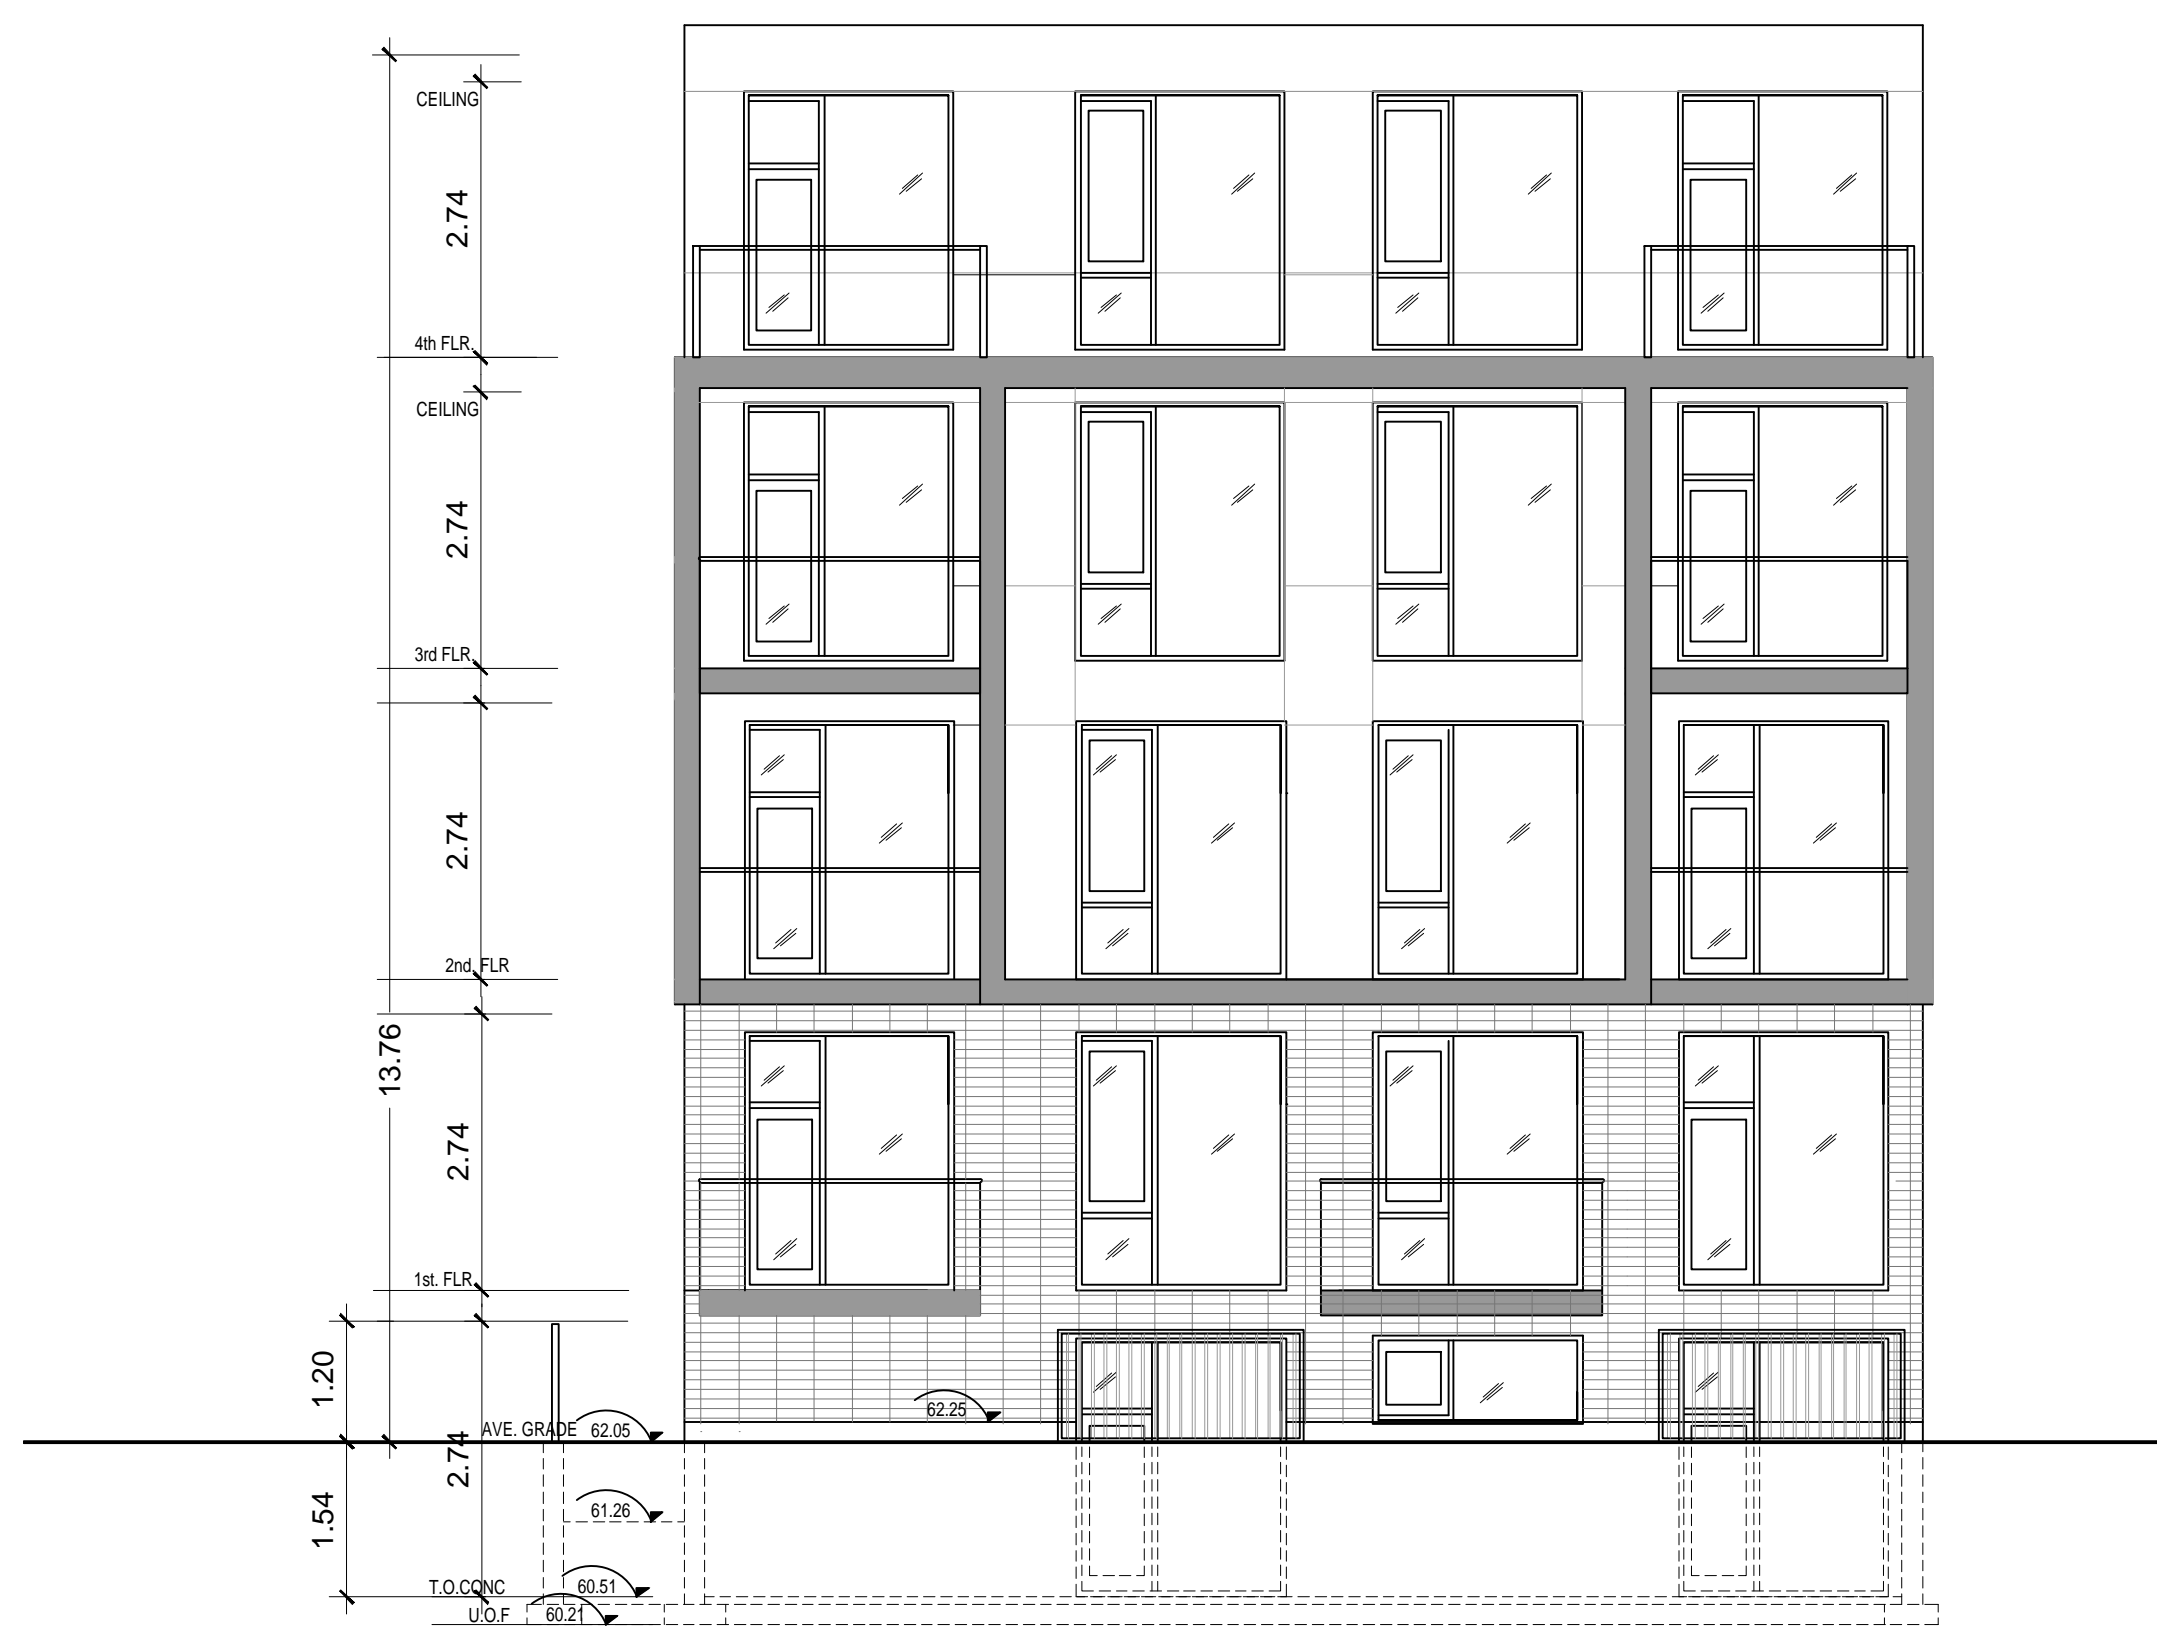 CEILING
2.74
4th FLR.
CEILING
2.74
3rd FLR.
2.74
2nd. FLR
13.76
2.74
1st. FLR
1.20
62.25
AVE. GRADE 62.05
2.74
1.54
61.26
T.O.CONC 60.51
U.O.F 60.21